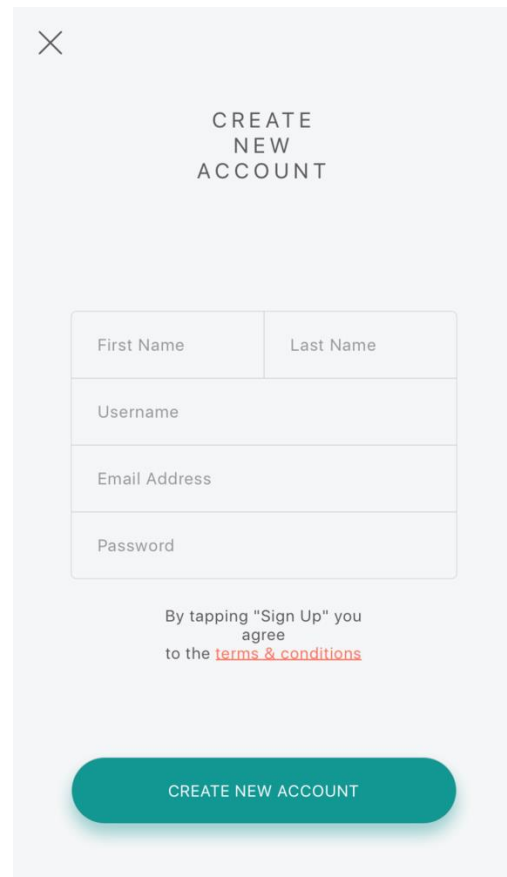 CREATE
NEW
ACCOUNT
First Name
Last Name
Username
Email Address
Password
By tapping "Sign Up" you
agree
to the terms & conditions
CREATE NEW ACCOUNT